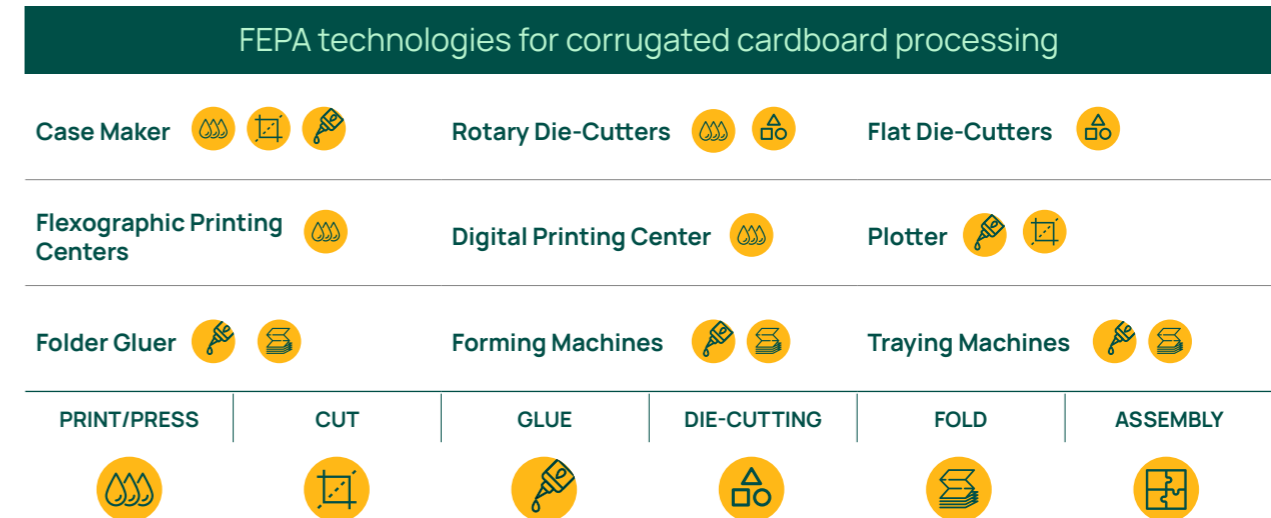 FEPA technologies for corrugated cardboard processing
Case Maker
Rotary Die-Cutters
Flat Die-Cutters
Flexographic Printing
Centers
Digital Printing Center
Plotter
Folder Gluer
Forming Machines
Traying Machines
PRINT/PRESS
CUT
GLUE
DIE-CUTTING
FOLD
ASSEMBLY